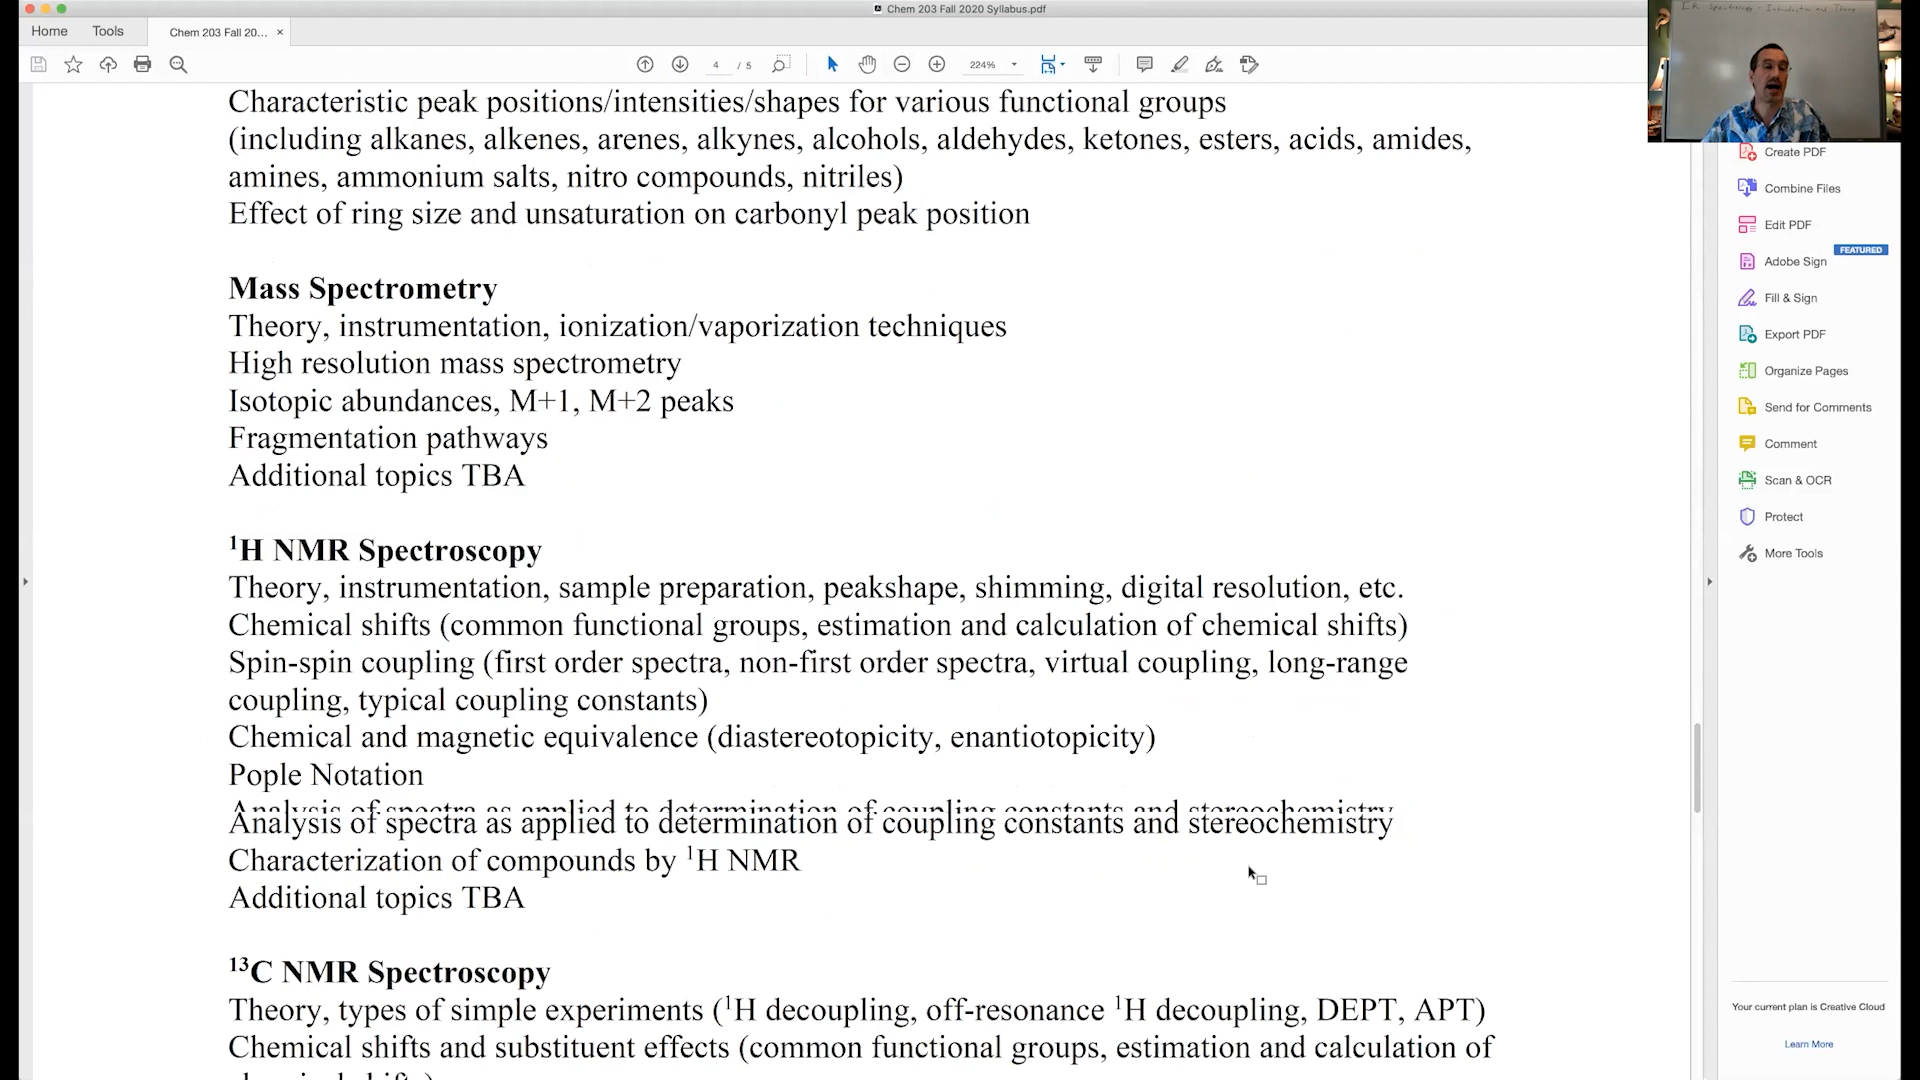 Chem 203 Fall 2020 Syllabus.pdf
Home
Tools
Chem 203 Fall 20... ×
4 / 5
224%
IR Spectroscopy - Introduction and Theory
Characteristic peak positions/intensities/shapes for various functional groups
(including alkanes, alkenes, arenes, alkynes, alcohols, aldehydes, ketones, esters, acids, amides,
amines, ammonium salts, nitro compounds, nitriles)
Effect of ring size and unsaturation on carbonyl peak position
Mass Spectrometry
Theory, instrumentation, ionization/vaporization techniques
High resolution mass spectrometry
Isotopic abundances, M+1, M+2 peaks
Fragmentation pathways
Additional topics TBA
¹H NMR Spectroscopy
Theory, instrumentation, sample preparation, peakshape, shimming, digital resolution, etc.
Chemical shifts (common functional groups, estimation and calculation of chemical shifts)
Spin-spin coupling (first order spectra, non-first order spectra, virtual coupling, long-range
coupling, typical coupling constants)
Chemical and magnetic equivalence (diastereotopicity, enantiotopicity)
Pople Notation
Analysis of spectra as applied to determination of coupling constants and stereochemistry
Characterization of compounds by ¹H NMR
Additional topics TBA
¹³C NMR Spectroscopy
Theory, types of simple experiments (¹H decoupling, off-resonance ¹H decoupling, DEPT, APT)
Chemical shifts and substituent effects (common functional groups, estimation and calculation of
Create PDF
Combine Files
Edit PDF
FEATURED
Adobe Sign
Fill & Sign
Export PDF
Organize Pages
Send for Comments
Comment
Scan & OCR
Protect
More Tools
Your current plan is Creative Cloud
Learn More